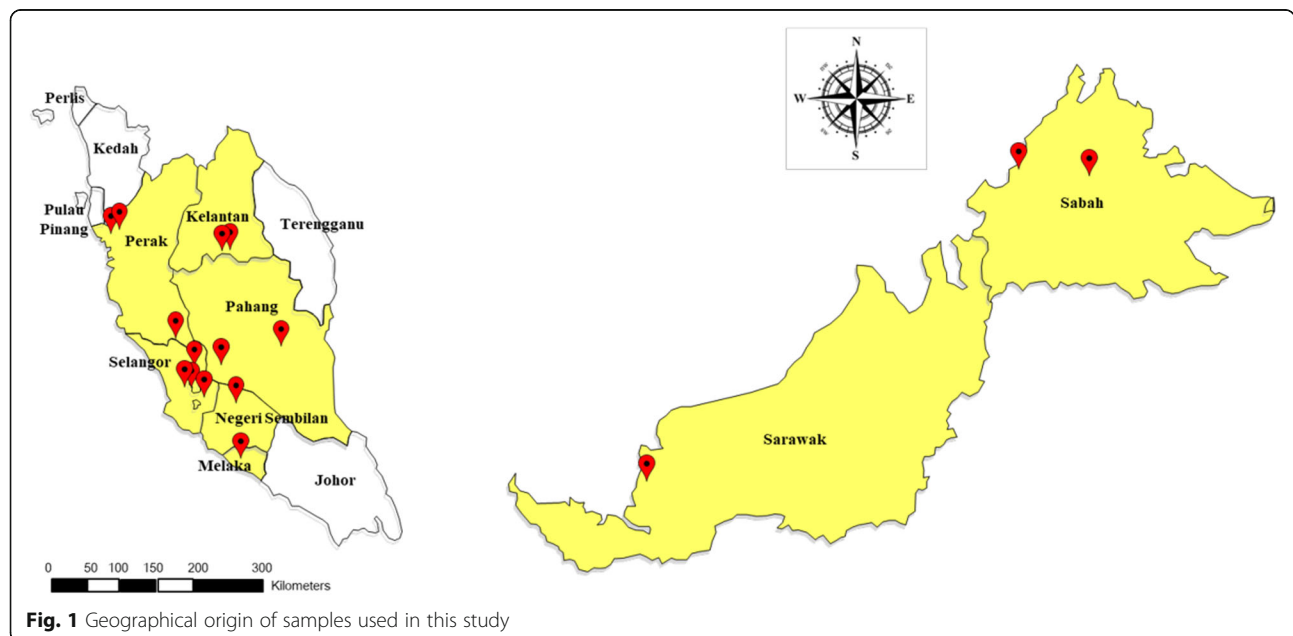 N
W E
S
Perlis
Kedah
Pulau
Pinang
Perak
Kelantan
Terengganu
Pahang
Selangor
Negeri Sembilan
Melaka
Johor
Sabah
Sarawak
0 50 100 150 200 300
Kilometers
Fig. 1 Geographical origin of samples used in this study